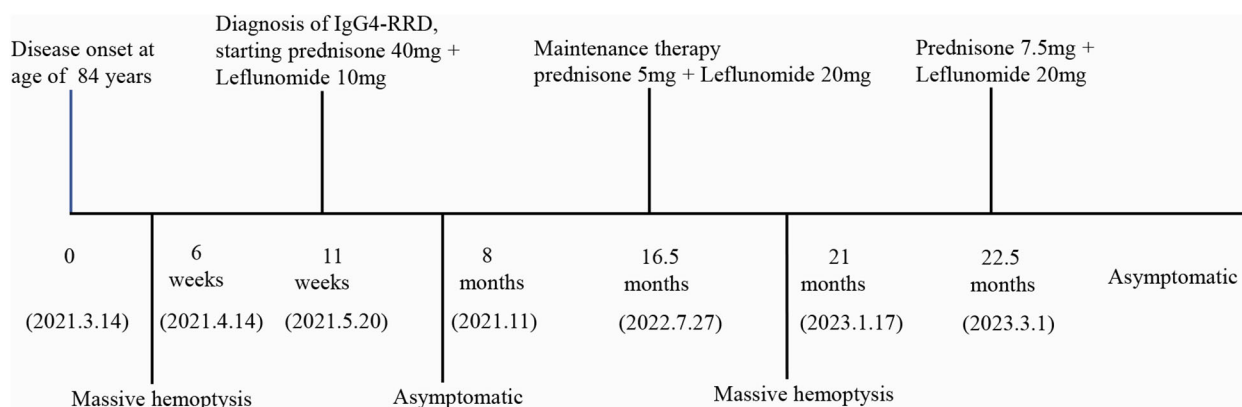 Disease onset at
age of 84 years
Diagnosis of IgG4-RRD,
starting prednisone 40mg +
Leflunomide 10mg
Maintenance therapy
prednisone 5mg + Leflunomide 20mg
Prednisone 7.5mg +
Leflunomide 20mg
0
(2021.3.14)
6
weeks
(2021.4.14)
11
weeks
(2021.5.20)
8
months
(2021.11)
16.5
months
(2022.7.27)
21
months
(2023.1.17)
22.5
months
(2023.3.1)
Asymptomatic
Massive hemoptysis
Asymptomatic
Massive hemoptysis